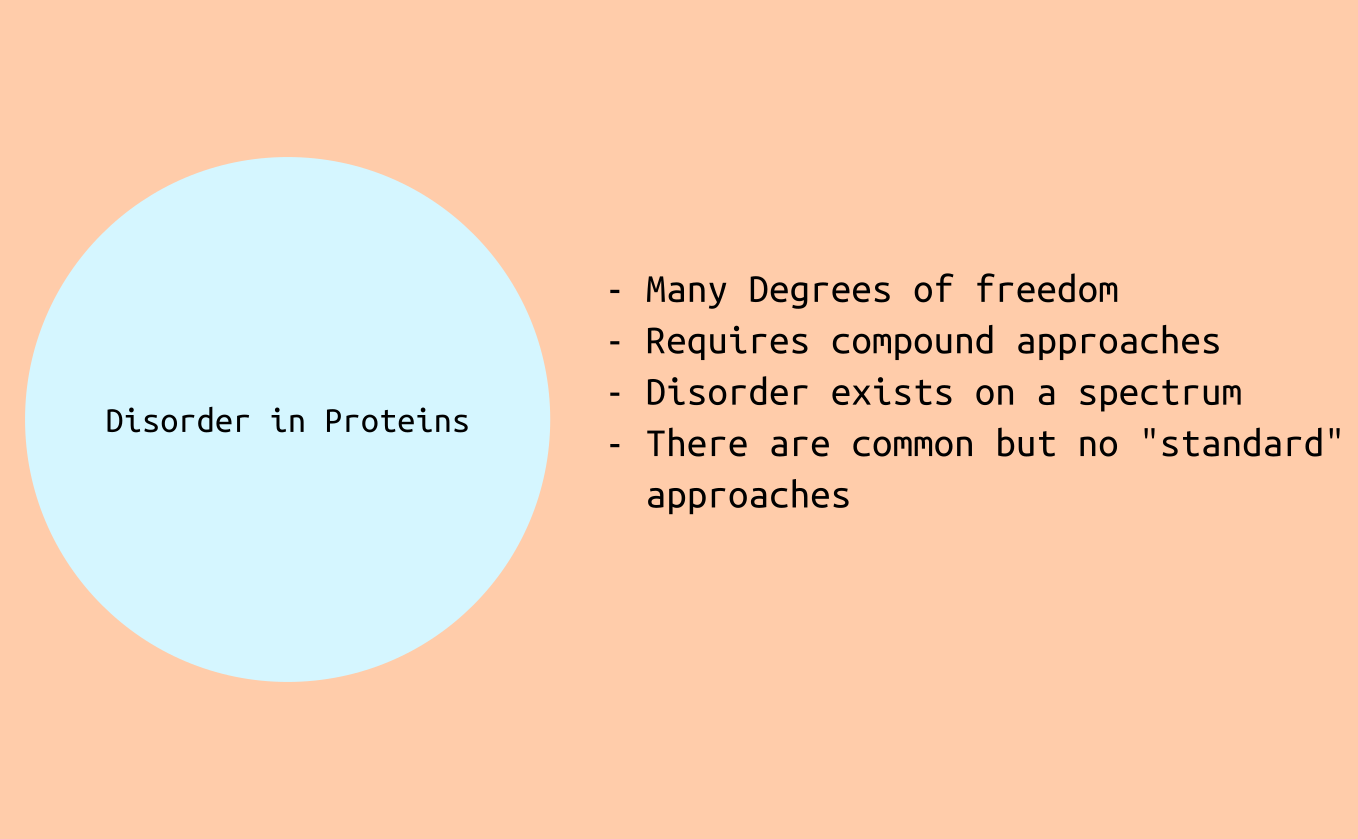 Disorder in Proteins
- Many Degrees of freedom
- Requires compound approaches
- Disorder exists on a spectrum
- There are common but no "standard"
approaches